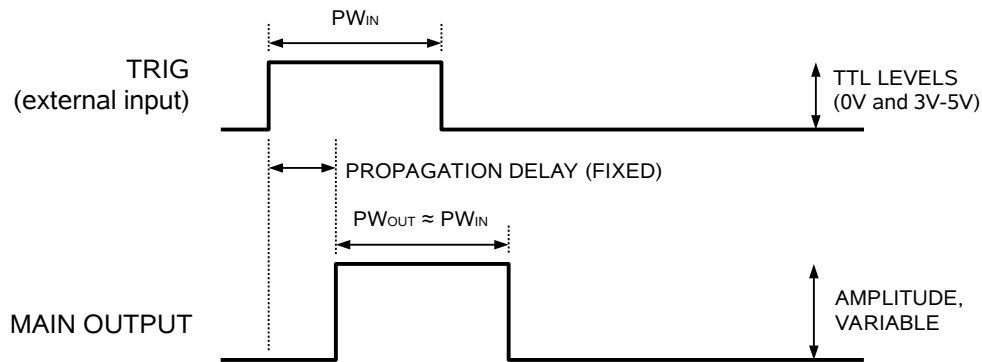 PWIN
TRIG
(external input)
TTL LEVELS
(0V and 3V-5V)
PROPAGATION DELAY (FIXED)
PWOUT ≈ PWIN
MAIN OUTPUT
AMPLITUDE,
VARIABLE